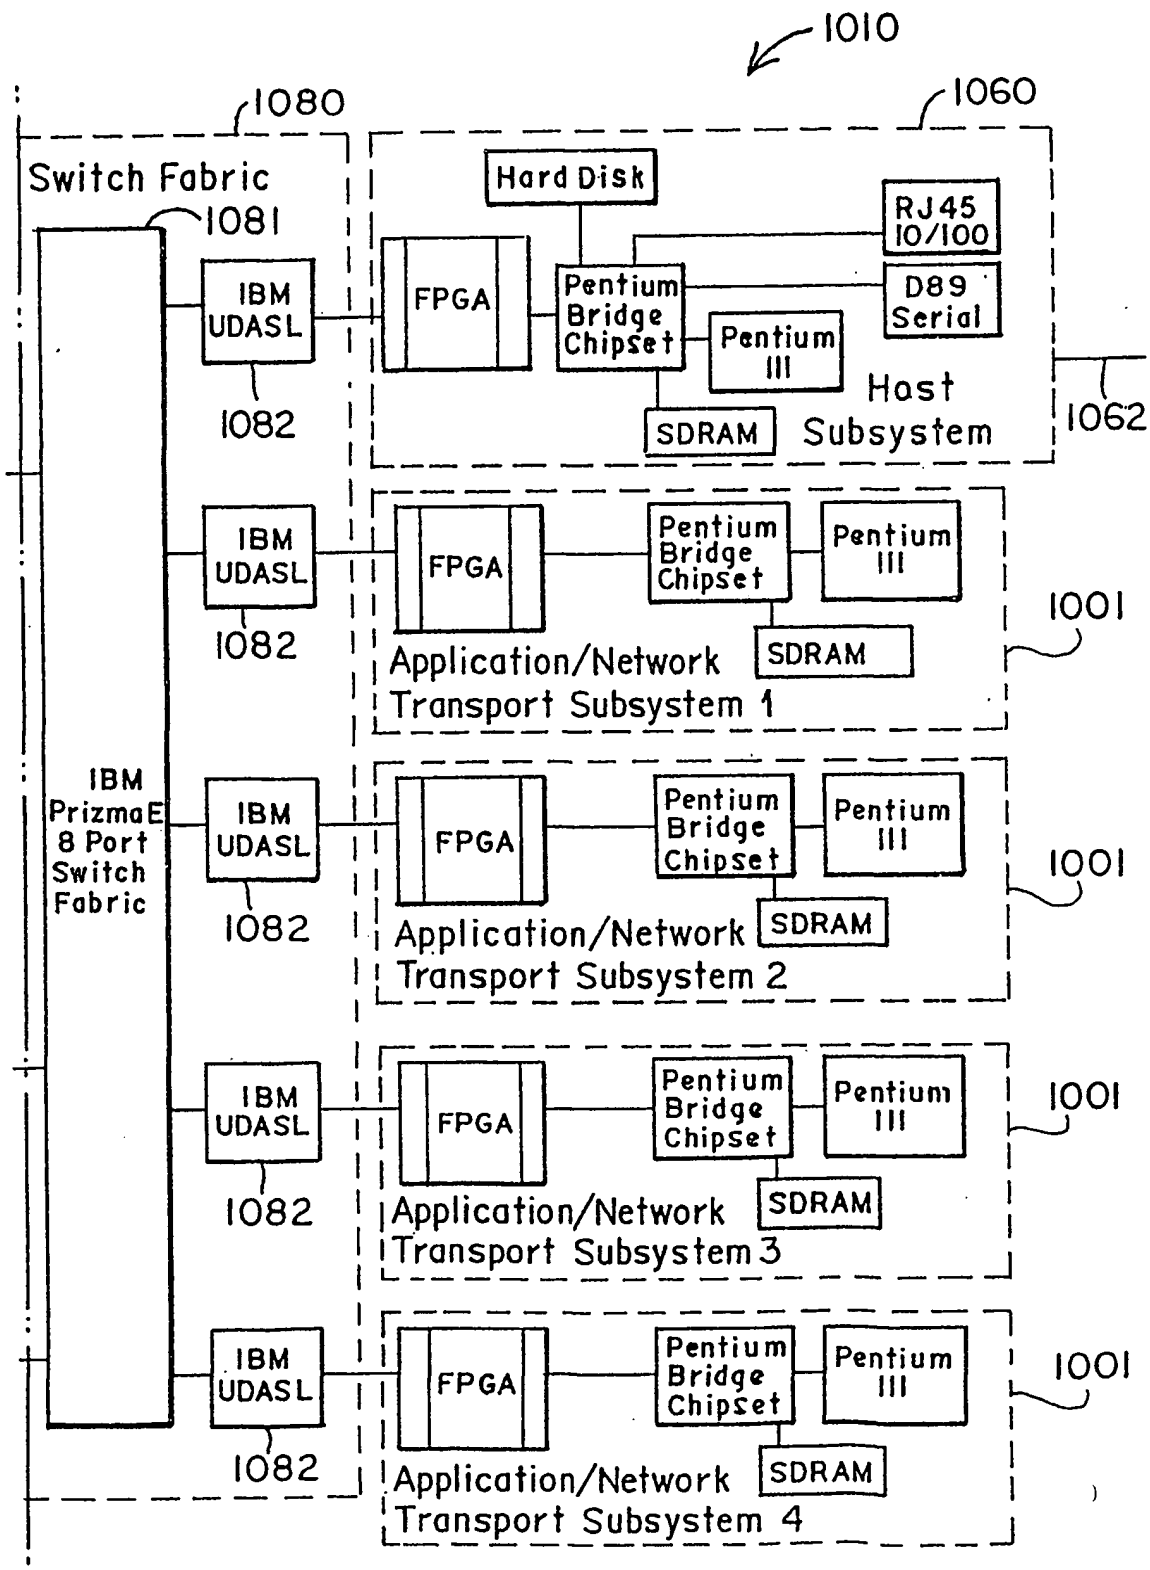 1010
1080
1060
Switch Fabric
1081
Hard Disk
RJ45
10/100
IBM
UDASL
FPGA
Pentium
Bridge
Chipset
D89
Serial
Pentium
III
1082
Host
Subsystem
SDRAM
1062
IBM
UDASL
FPGA
Pentium
Bridge
Chipset
Pentium
III
1082
1001
Application/Network
Transport Subsystem 1
SDRAM
IBM
PrizmaE
8 Port
Switch
Fabric
IBM
UDASL
FPGA
Pentium
Bridge
Chipset
Pentium
III
1082
1001
Application/Network
Transport Subsystem 2
SDRAM
IBM
UDASL
FPGA
Pentium
Bridge
Chipset
Pentium
III
1082
1001
Application/Network
Transport Subsystem 3
SDRAM
IBM
UDASL
FPGA
Pentium
Bridge
Chipset
Pentium
III
1082
1001
Application/Network
Transport Subsystem 4
SDRAM